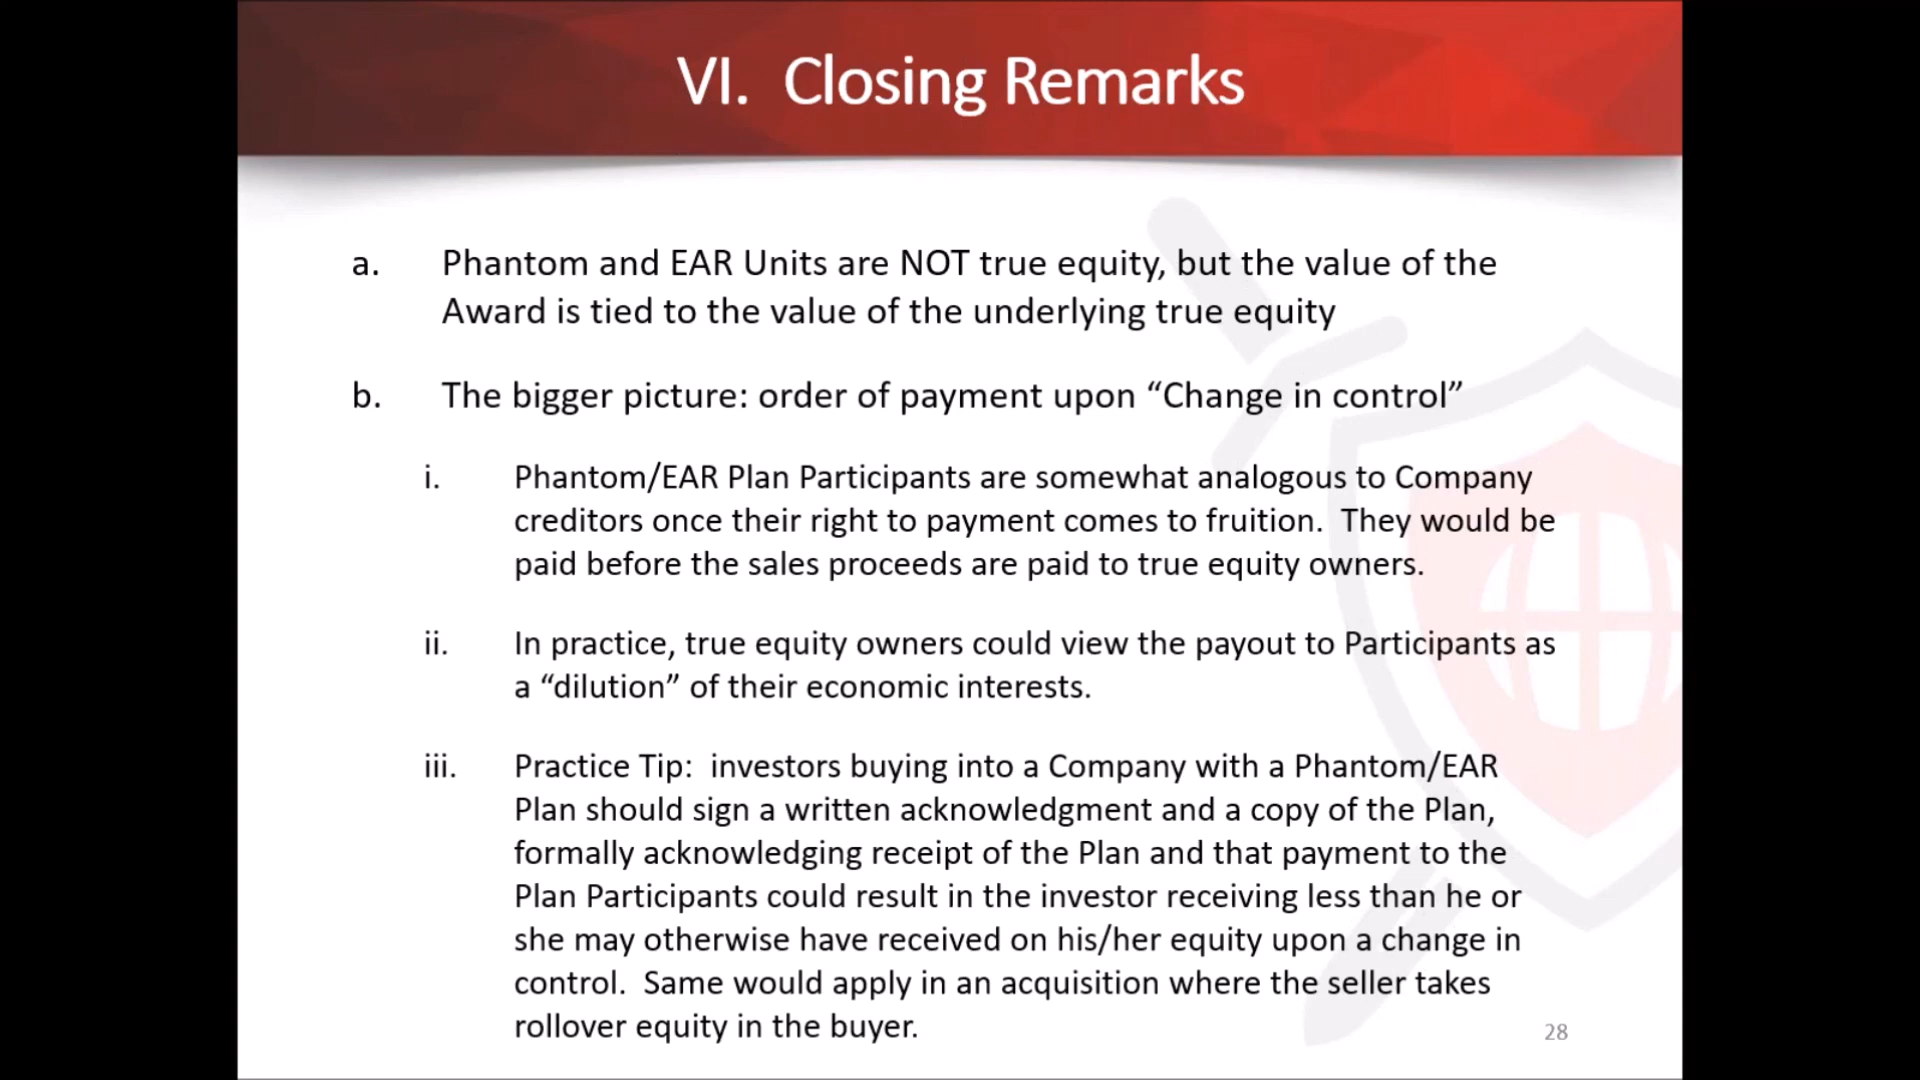 VI. Closing Remarks
a. Phantom and EAR Units are NOT true equity, but the value of the
Award is tied to the value of the underlying true equity
b. The bigger picture: order of payment upon “Change in control”
i. Phantom/EAR Plan Participants are somewhat analogous to Company
creditors once their right to payment comes to fruition. They would be
paid before the sales proceeds are paid to true equity owners.
ii. In practice, true equity owners could view the payout to Participants as
a “dilution” of their economic interests.
iii. Practice Tip: investors buying into a Company with a Phantom/EAR
Plan should sign a written acknowledgment and a copy of the Plan,
formally acknowledging receipt of the Plan and that payment to the
Plan Participants could result in the investor receiving less than he or
she may otherwise have received on his/her equity upon a change in
control. Same would apply in an acquisition where the seller takes
rollover equity in the buyer.
28